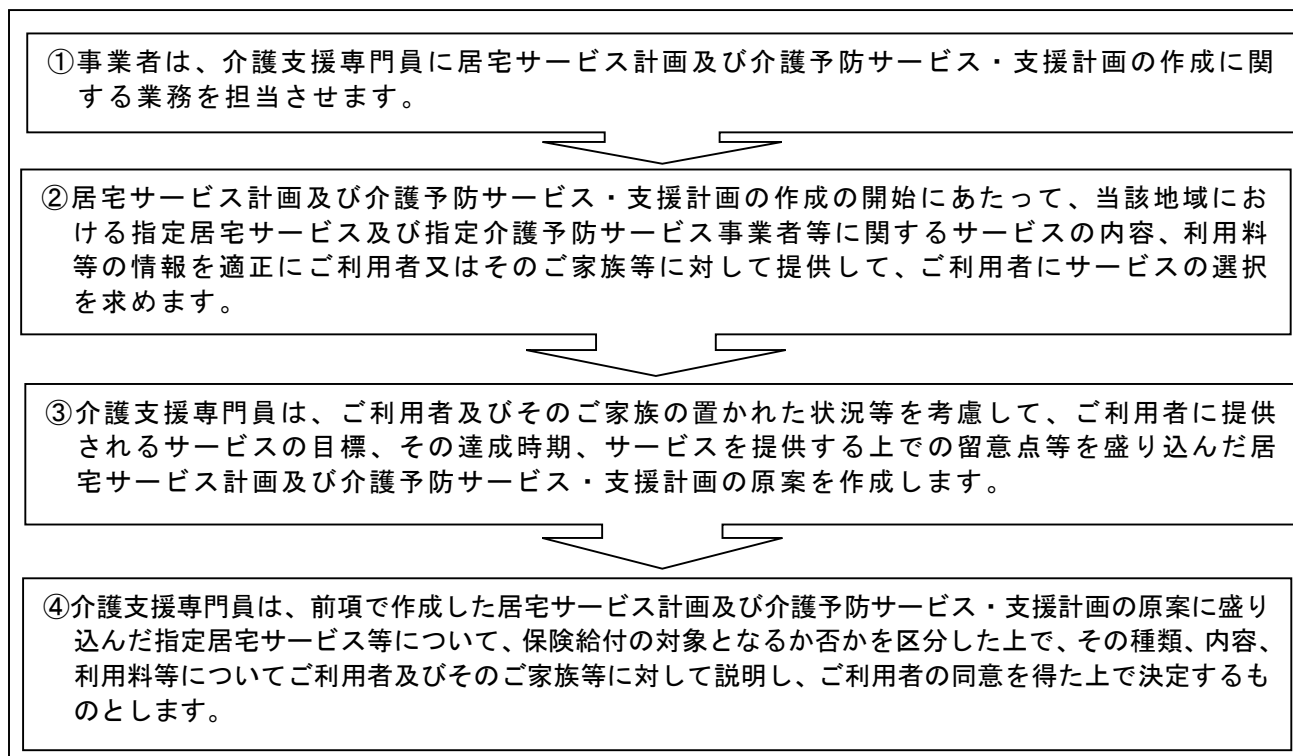 ①事業者は、介護支援専門員に居宅サービス計画及び介護予防サービス・支援計画の作成に関
する業務を担当させます。
②居宅サービス計画及び介護予防サービス・支援計画の作成の開始にあたって、当該地域にお
ける指定居宅サービス及び指定介護予防サービス事業者等に関するサービスの内容、利用料
等の情報を適正にご利用者又はそのご家族等に対して提供して、ご利用者にサービスの選択
を求めます。
③介護支援専門員は、ご利用者及びそのご家族の置かれた状況等を考慮して、ご利用者に提供
されるサービスの目標、その達成時期、サービスを提供する上での留意点等を盛り込んだ居
宅サービス計画及び介護予防サービス・支援計画の原案を作成します。
④介護支援専門員は、前項で作成した居宅サービス計画及び介護予防サービス・支援計画の原案に盛り
込んだ指定居宅サービス等について、保険給付の対象となるか否かを区分した上で、その種類、内容、
利用料等についてご利用者及びそのご家族等に対して説明し、ご利用者の同意を得た上で決定するも
のとします。